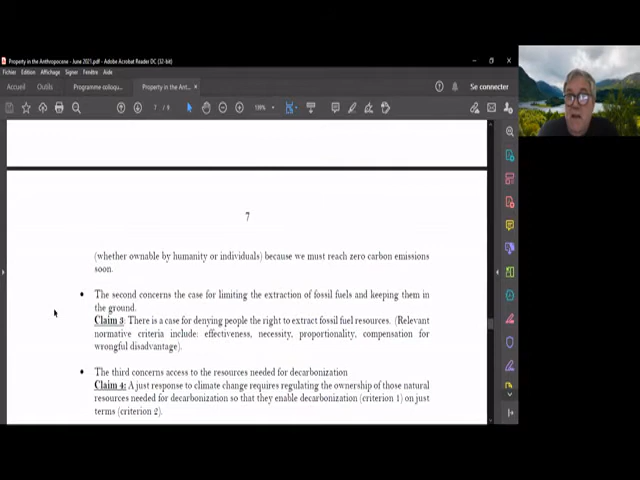 Property in the Anthropocene - June 2021.pdf - Adobe Acrobat Reader DC (32-bit)
Fichier Edition Affichage Signer Fenêtre Aide
Accueil Outils Programme colloqu... Property in the Ant... × Se connecter
7 / 9 159%
7
(whether ownable by humanity or individuals) because we must reach zero carbon emissions
soon.
• The second concerns the case for limiting the extraction of fossil fuels and keeping them in
the ground.
Claim 3: There is a case for denying people the right to extract fossil fuel resources. (Relevant
normative criteria include: effectiveness, necessity, proportionality, compensation for
wrongful disadvantage).
• The third concerns access to the resources needed for decarbonization
Claim 4: A just response to climate change requires regulating the ownership of those natural
resources needed for decarbonization so that they enable decarbonization (criterion 1) on just
terms (criterion 2).